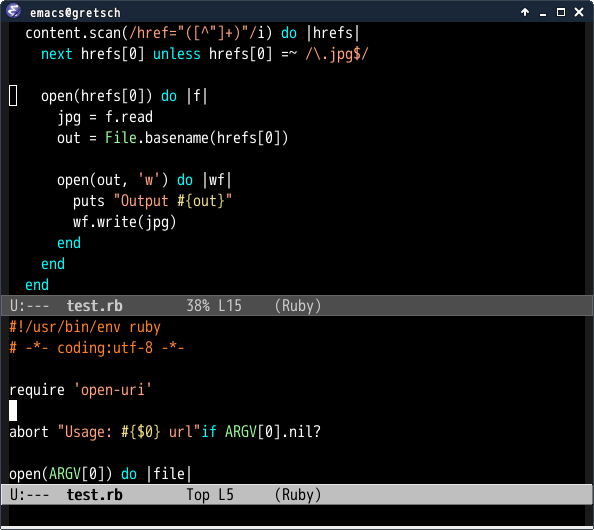 emacs@gretsch
content.scan(/href="([^"]+)"/i) do |hrefs|
next hrefs[0] unless hrefs[0] =~ /\.jpg$/
open(hrefs[0]) do |f|
jpg = f.read
out = File.basename(hrefs[0])
open(out, 'w') do |wf|
puts "Output #{out}"
wf.write(jpg)
end
end
end
U:--- test.rb 38% L15 (Ruby)
#!/usr/bin/env ruby
# -*- coding:utf-8 -*-
require 'open-uri'
abort "Usage: #{$0} url"if ARGV[0].nil?
open(ARGV[0]) do |file|
U:--- test.rb Top L5 (Ruby)